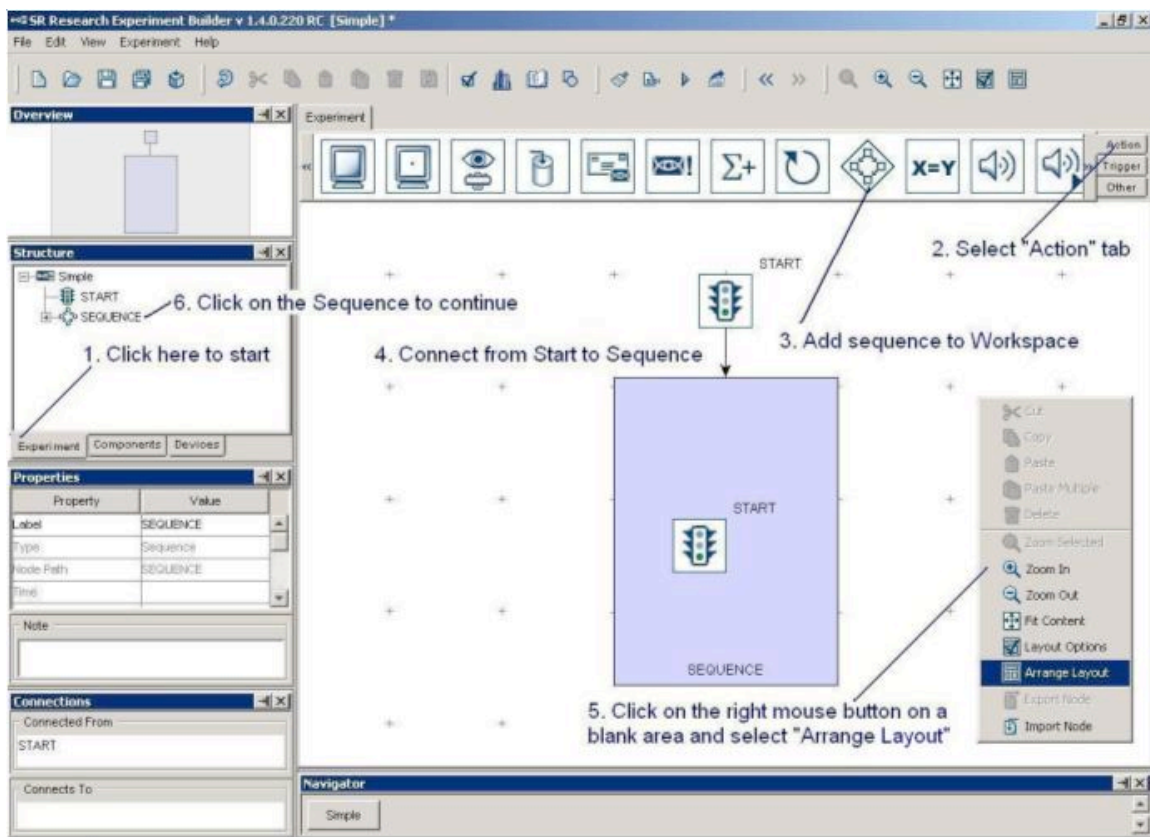 SR Research Experiment Builder v 1.4.0.220 RC [Simple] *
File Edit View Experiment Help
Overview
Experiment
X=Y
Σ+
Action
Trigger
Other
2. Select "Action" tab
Structure
Simple
START
SEQUENCE
6. Click on the Sequence to continue
1. Click here to start
Experiment Components Devices
START
3. Add sequence to Workspace
4. Connect from Start to Sequence
START
SEQUENCE
Cut
Copy
Paste
Paste Multiple
Delete
Zoom Selected
Zoom In
Zoom Out
Fit Content
Layout Options
Arrange Layout
Export Node
Import Node
5. Click on the right mouse button on a
blank area and select "Arrange Layout"
Properties
Property Value
Label SEQUENCE
Type Sequence
Node Path SEQUENCE
Time
Note
Connections
Connected From
START
Connects To
Navigator
Simple